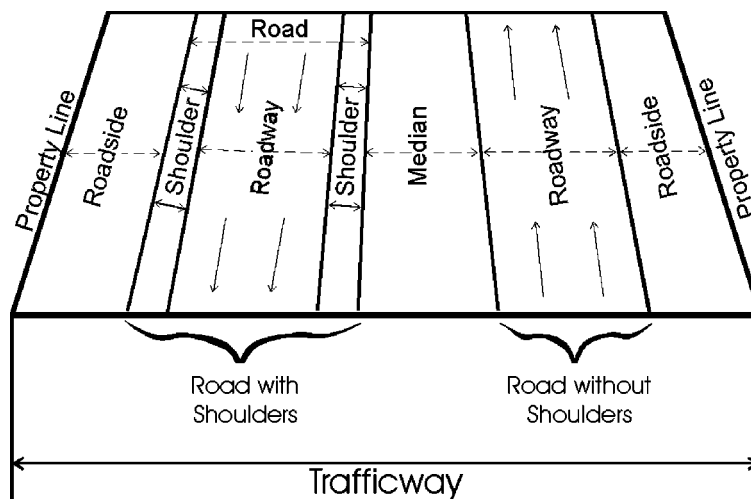 Road
Property Line
Roadside
Shoulder
Roadway
Shoulder
Median
Roadway
Roadside
Property Line
Road with
Shoulders
Road without
Shoulders
Trafficway